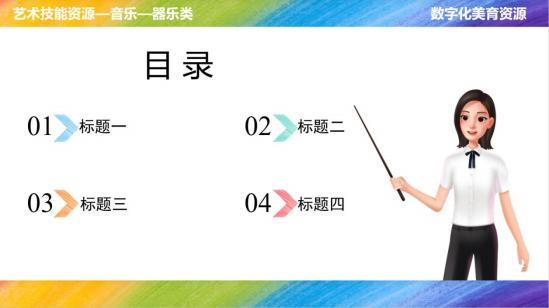 艺术技能资源—音乐—器乐类 数字化美育资源
目录
01 标题一 02 标题二
03 标题三 04 标题四